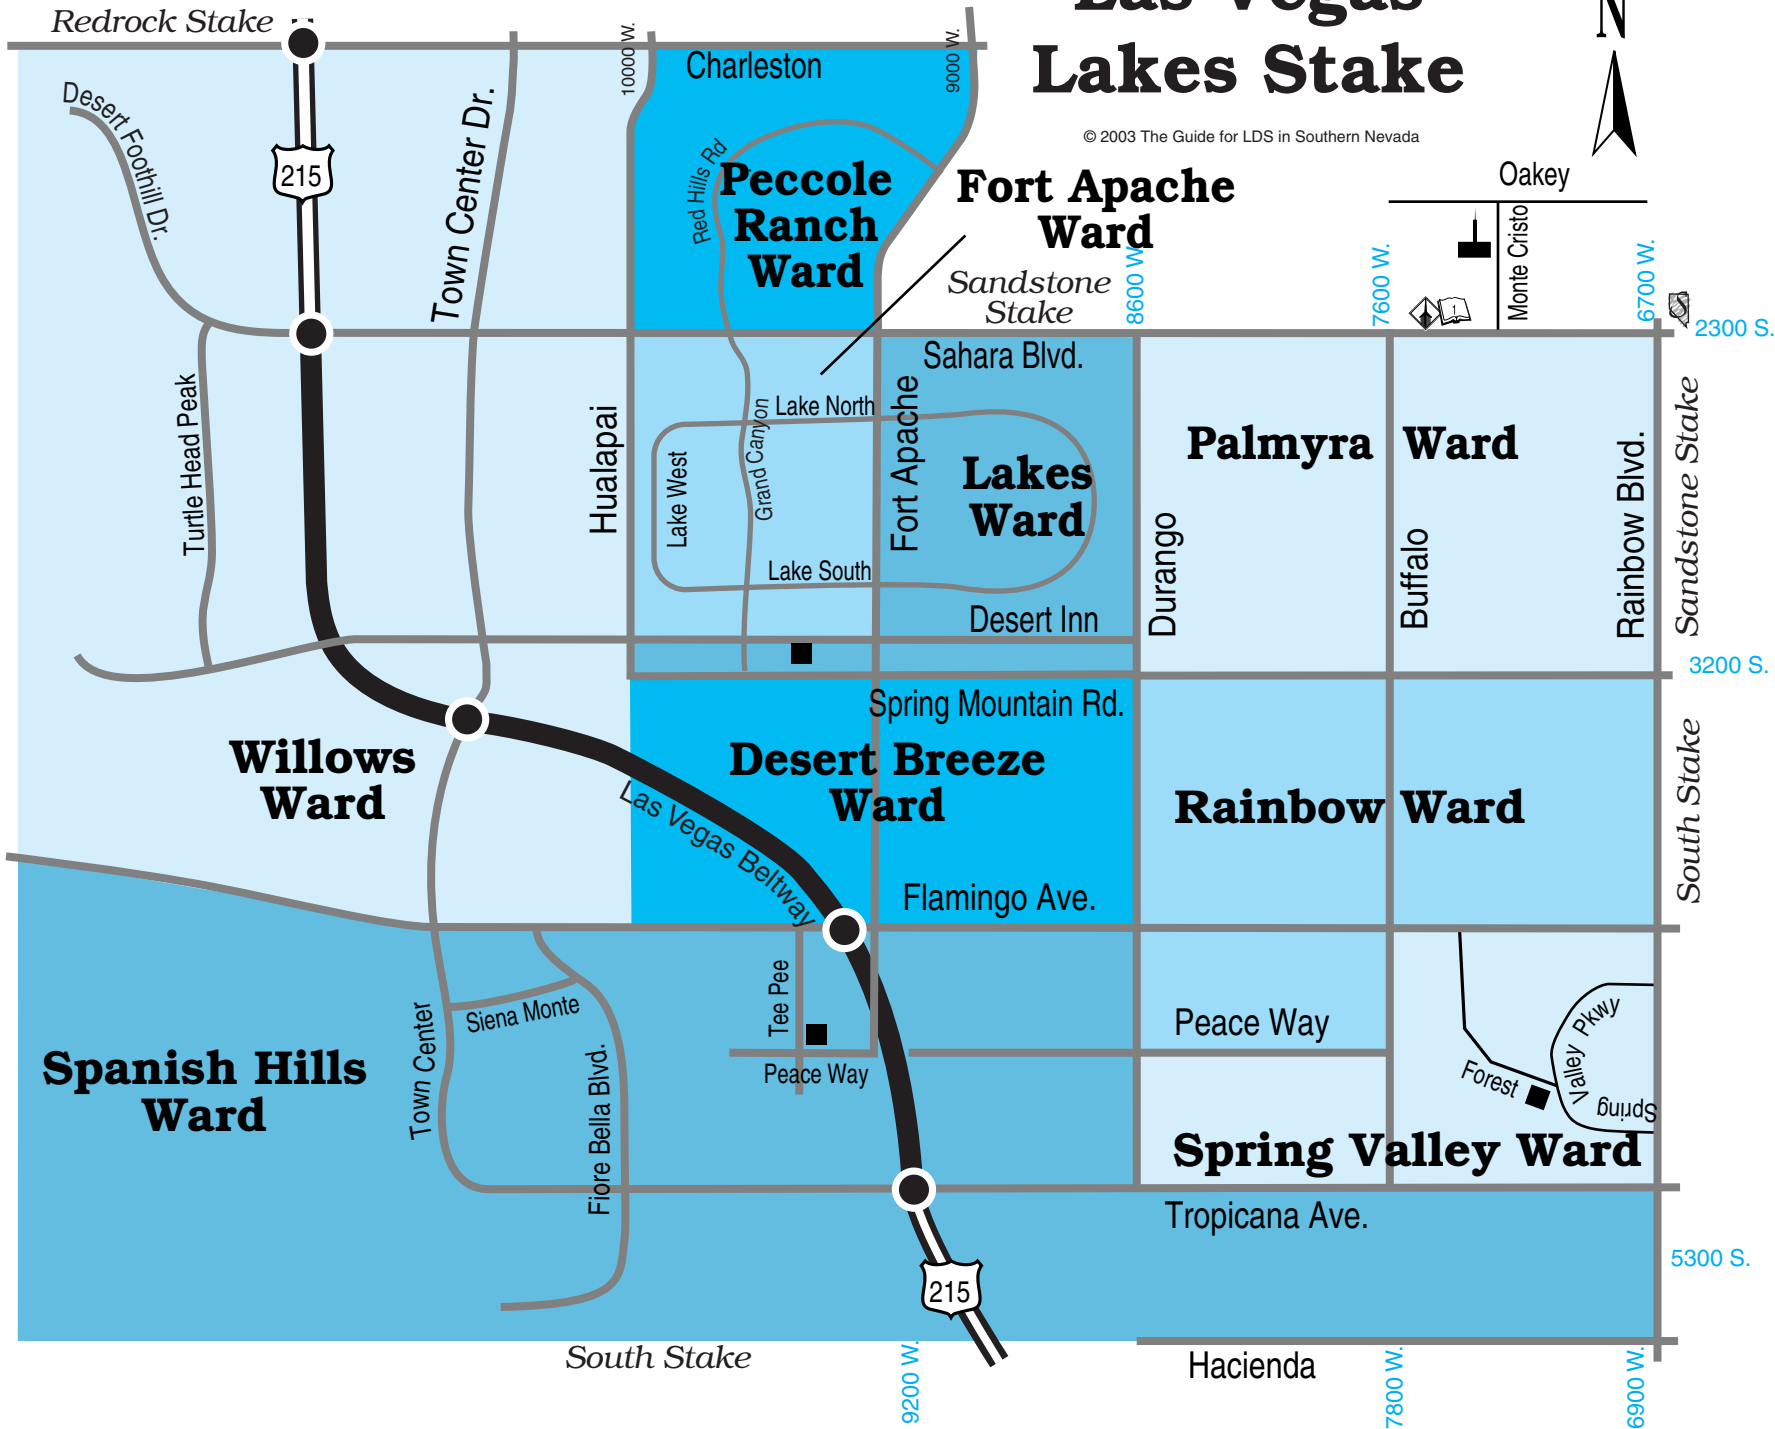 Las Vegas
Lakes Stake
N
© 2003 The Guide for LDS in Southern Nevada
Redrock Stake
10000 W.
9000 W.
Charleston
Desert Foothill Dr.
215
Town Center Dr.
Red Hills Rd
Peccole
Ranch
Ward
Fort Apache
Ward
Sandstone
Stake
8600 W.
7600 W.
6700 W.
Oakey
Monte Cristo
1
2300 S.
Sahara Blvd.
Turtle Head Peak
Hualapai
Lake West
Lake North
Grand Canyon
Lake South
Fort Apache
Lakes
Ward
Desert Inn
Durango
Palmyra Ward
Buffalo
Rainbow Blvd.
Sandstone Stake
3200 S.
Spring Mountain Rd.
Willows
Ward
Desert Breeze
Ward
Las Vegas Beltway
Rainbow Ward
South Stake
Flamingo Ave.
Siena Monte
Town Center
Fiore Bella Blvd.
Spanish Hills
Ward
Tee Pee
Peace Way
Peace Way
Forest
Valley Pkwy
Spring
Spring Valley Ward
Tropicana Ave.
5300 S.
215
South Stake
9200 W.
Hacienda
7800 W.
6900 W.